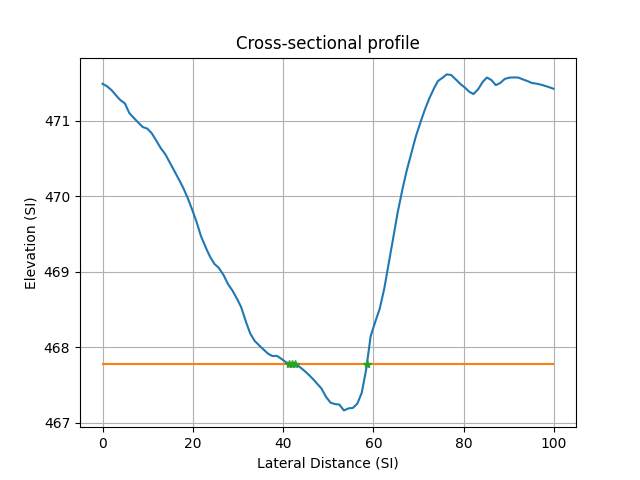 Cross-sectional profile
Elevation (SI)
471
470
469
468
467
0 20 40 60 80 100
Lateral Distance (SI)